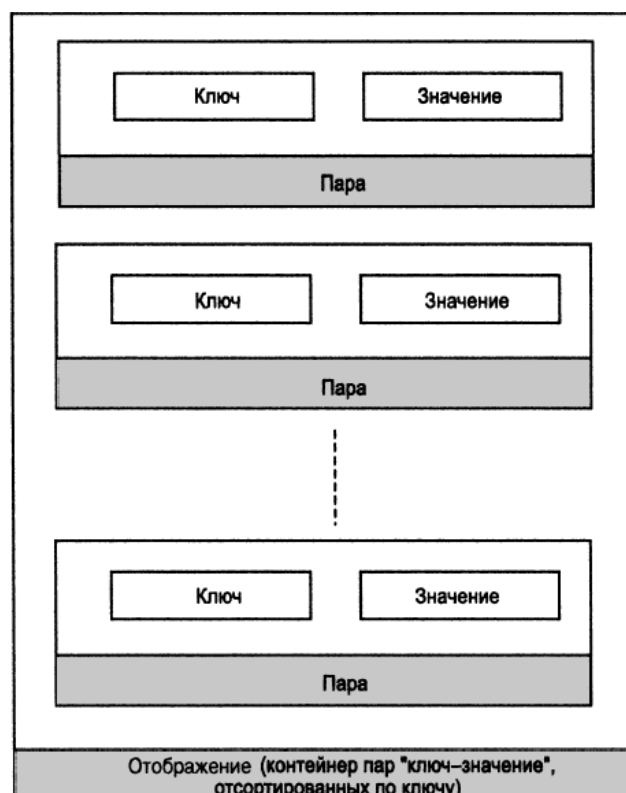 Ключ Значение
Пара
Ключ Значение
Пара
Ключ Значение
Пара
Отображение (контейнер пар "ключ–значение",
отсортированных по ключу)